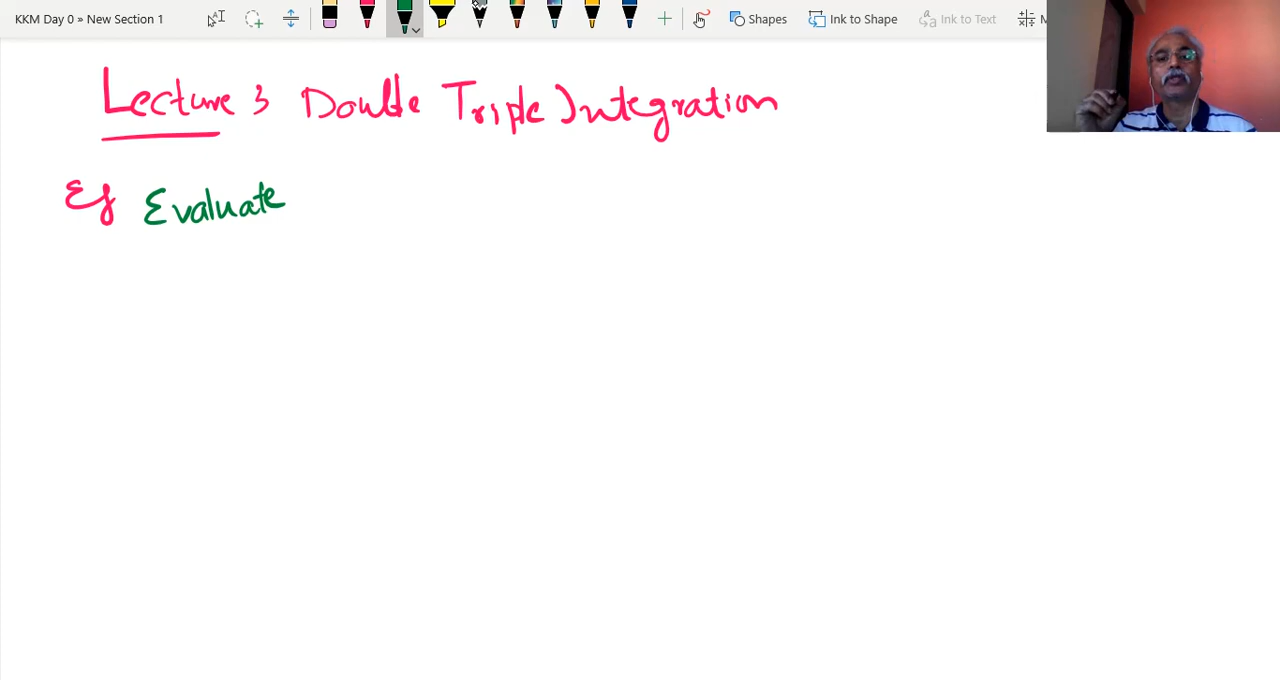 KKM Day 0 » New Section 1
Shapes
Ink to Shape
Ink to Text
M
Lecture 3 Double Triple Integration
Eg Evaluate